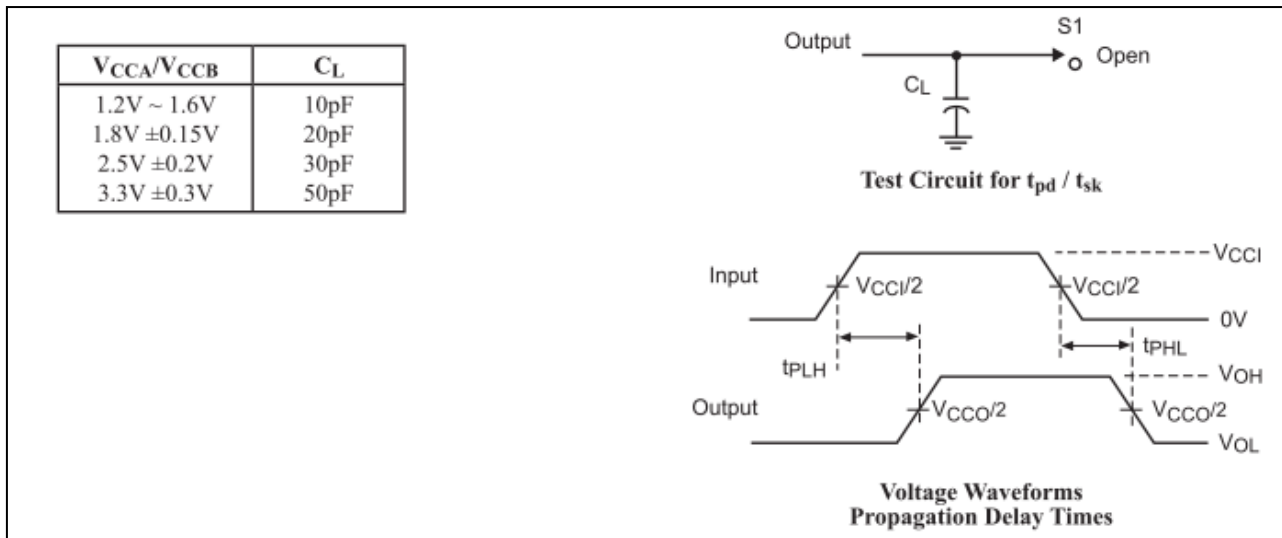 VCCA/VCCB CL
1.2V ~ 1.6V 10pF
1.8V ±0.15V 20pF
2.5V ±0.2V 30pF
3.3V ±0.3V 50pF
S1
Output
Open
CL
Test Circuit for tpd / tsk
VCCI
Input
VCCI/2
VCCI/2
0V
tPLH
tPHL
VOH
Output
VCCO/2
VCCO/2
VOL
Voltage Waveforms
Propagation Delay Times